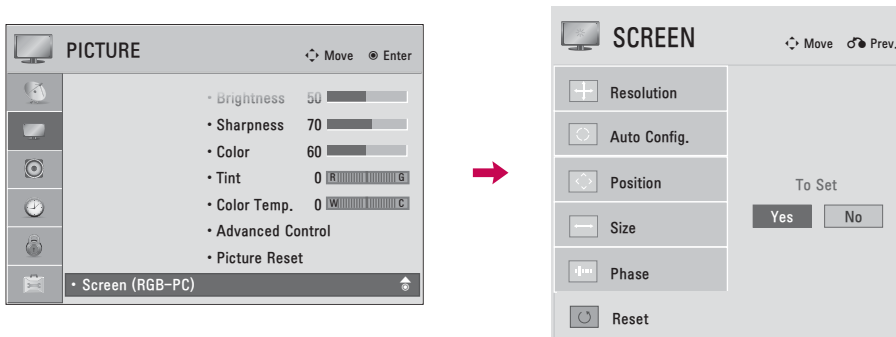 PICTURE
Move Enter
• Brightness 50
• Sharpness 70
• Color 60
• Tint 0 R G
• Color Temp. 0 W C
• Advanced Control
• Picture Reset
• Screen (RGB-PC)
SCREEN
Move Prev.
Resolution
Auto Config.
Position
Size
Phase
Reset
To Set
Yes No